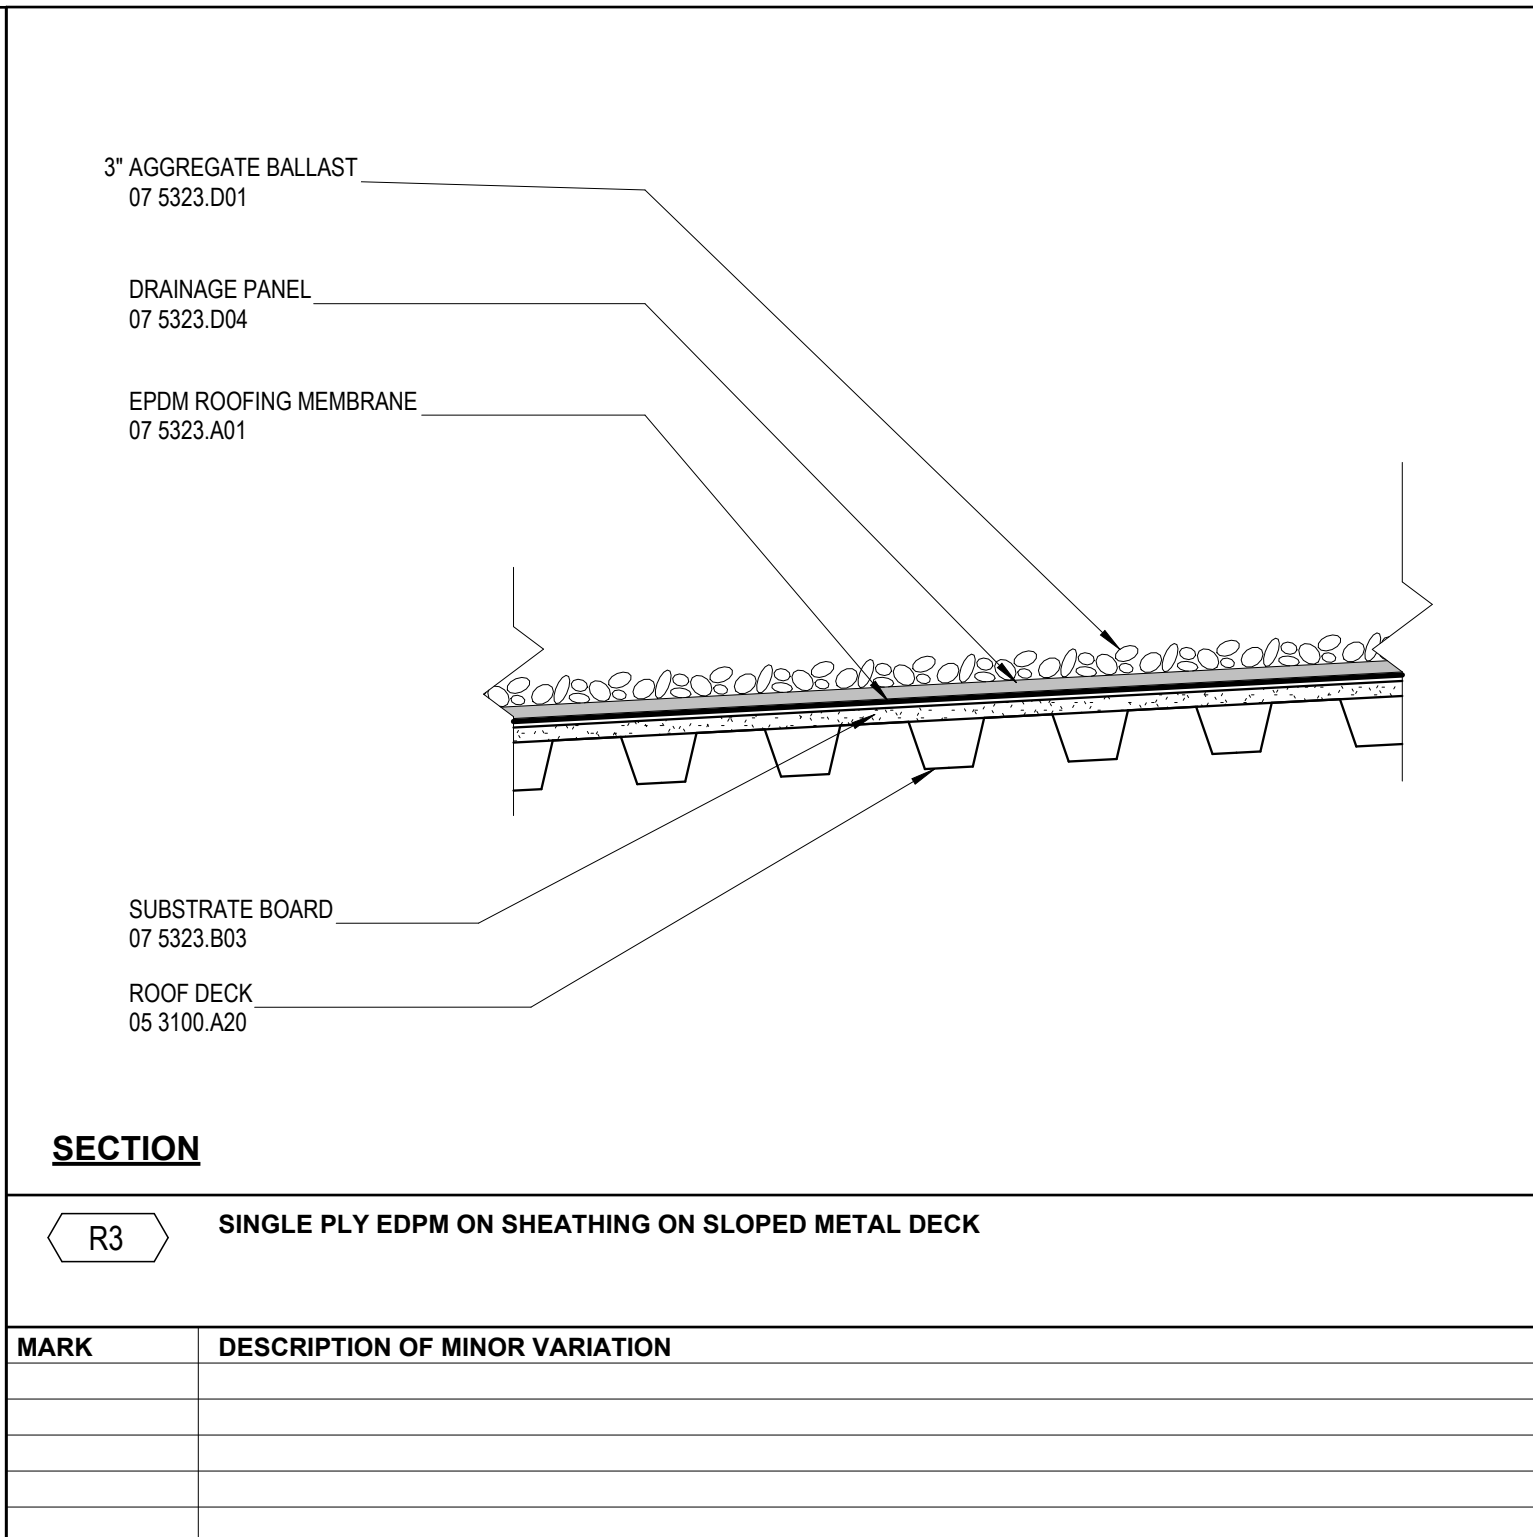 3" AGGREGATE BALLAST
07 5323.D01
DRAINAGE PANEL
07 5323.D04
EPDM ROOFING MEMBRANE
07 5323.A01
SUBSTRATE BOARD
07 5323.B03
ROOF DECK
05 3100.A20
SECTION
R3
SINGLE PLY EDPM ON SHEATHING ON SLOPED METAL DECK
MARK
DESCRIPTION OF MINOR VARIATION